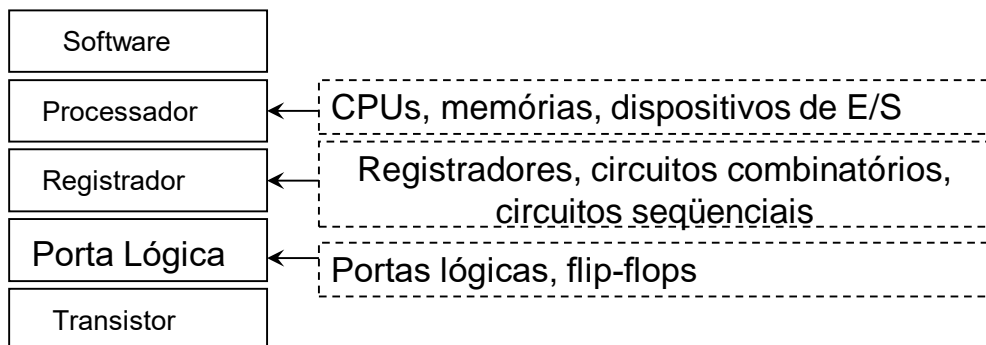 Software
Processador
CPUs, memórias, dispositivos de E/S
Registrador
Registradores, circuitos combinatórios,
circuitos seqüenciais
Porta Lógica
Portas lógicas, flip-flops
Transistor